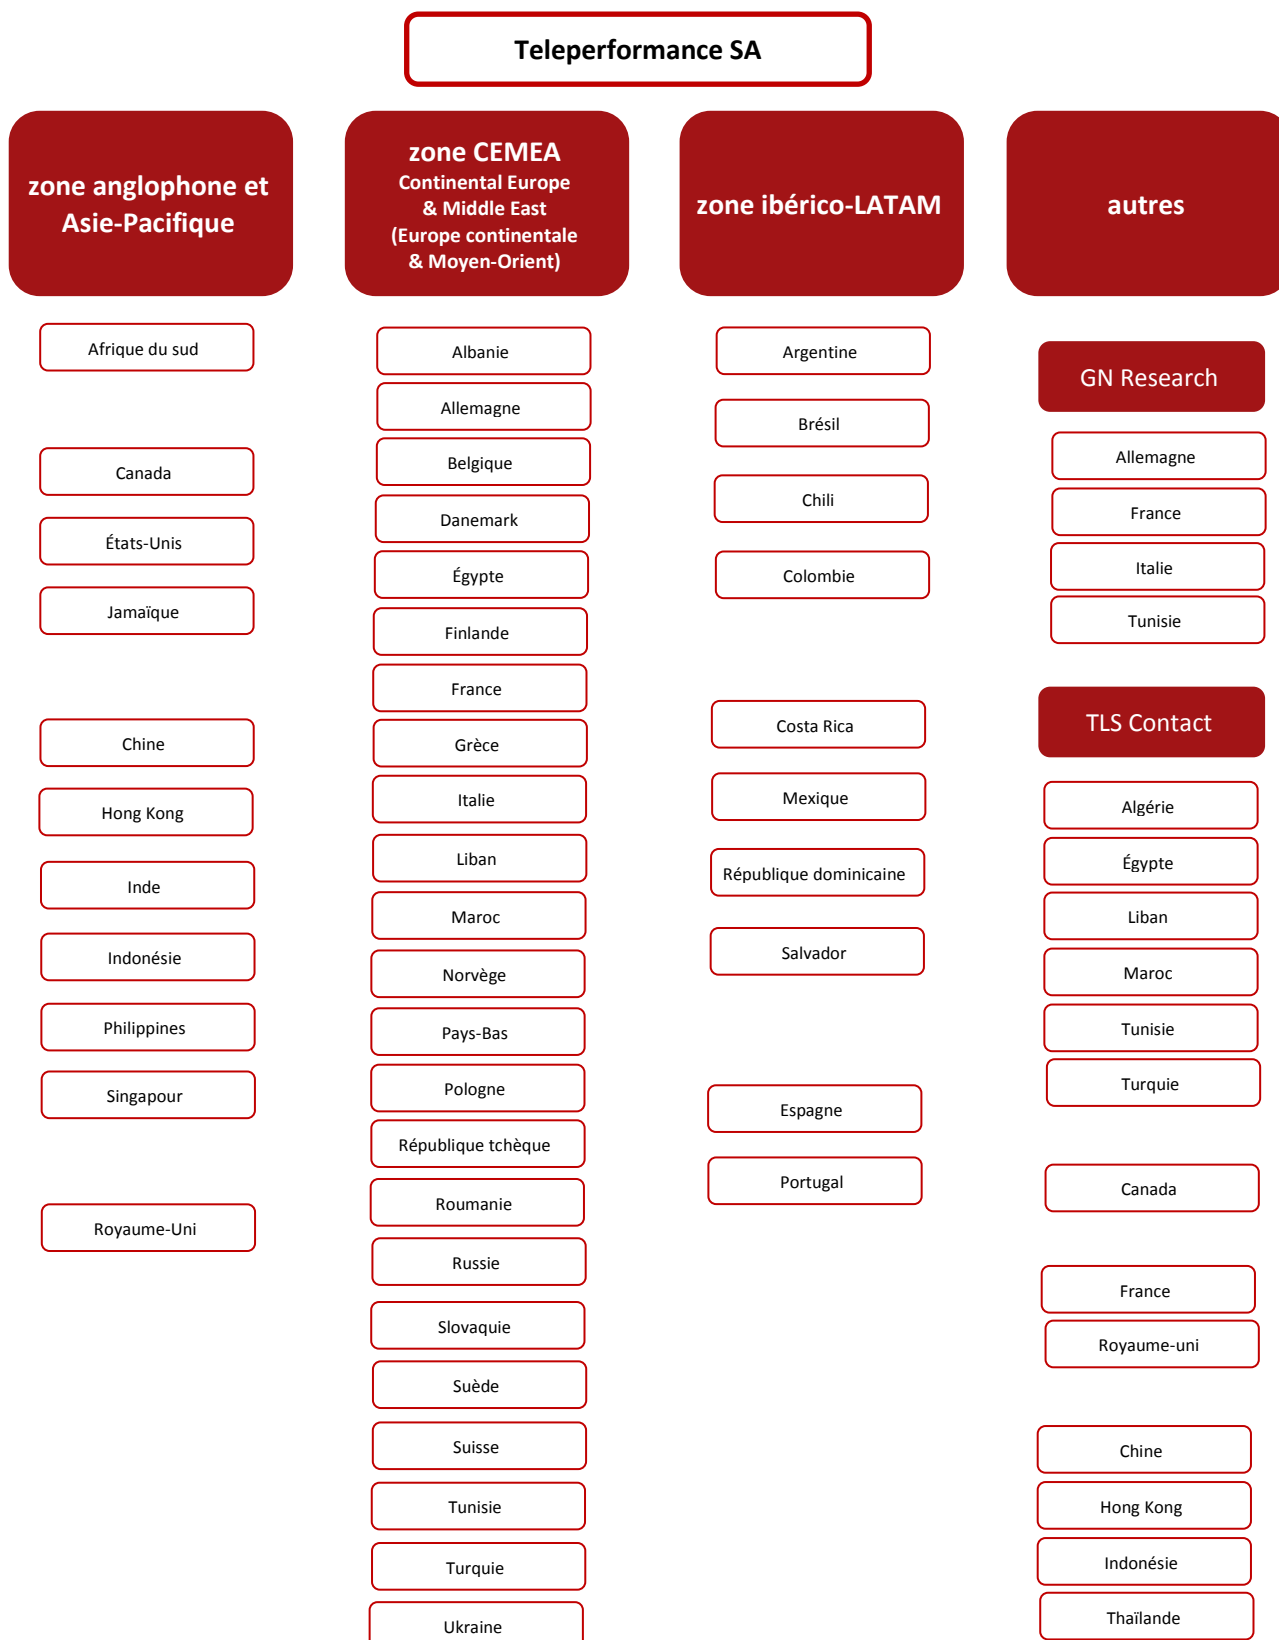 Teleperformance SA
zone anglophone et
Asie-Pacifique
Afrique du sud
Canada
États-Unis
Jamaïque
Chine
Hong Kong
Inde
Indonésie
Philippines
Singapour
Royaume-Uni
zone CEMEA
Continental Europe
& Middle East
(Europe continentale
& Moyen-Orient)
Albanie
Allemagne
Belgique
Danemark
Égypte
Finlande
France
Grèce
Italie
Liban
Maroc
Norvège
Pays-Bas
Pologne
République tchèque
Roumanie
Russie
Slovaquie
Suède
Suisse
Tunisie
Turquie
Ukraine
zone ibérico-LATAM
Argentine
Brésil
Chili
Colombie
Costa Rica
Mexique
République dominicaine
Salvador
Espagne
Portugal
autres
GN Research
Allemagne
France
Italie
Tunisie
TLS Contact
Algérie
Égypte
Liban
Maroc
Tunisie
Turquie
Canada
France
Royaume-uni
Chine
Hong Kong
Indonésie
Thaïlande